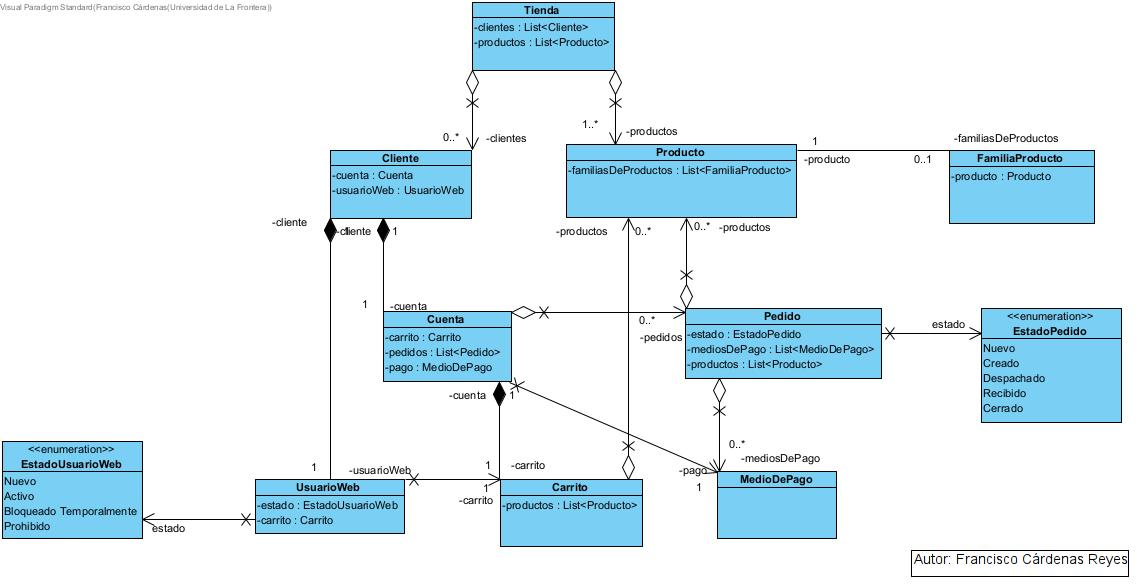 Visual Paradigm Standard(Francisco Cárdenas(Universidad de La Frontera))
Tienda
-clientes : List<Cliente>
-productos : List<Producto>
0..*
-clientes
1..*
-productos
Cliente
-cuenta : Cuenta
-usuarioWeb : UsuarioWeb
Producto
-familiasDeProductos : List<FamiliaProducto>
1
-producto
-familiasDeProductos
0..1
FamiliaProducto
-producto : Producto
-cliente
-cliente
1
-productos
0..*
0..*
-productos
1
-cuenta
Cuenta
-carrito : Carrito
-pedidos : List<Pedido>
-pago : MedioDePago
0..*
-pedidos
Pedido
-estado : EstadoPedido
-mediosDePago : List<MedioDePago>
-productos : List<Producto>
estado
<<enumeration>>
EstadoPedido
Nuevo
Creado
Despachado
Recibido
Cerrado
-cuenta
1
0..*
-mediosDePago
-pago
1
MedioDePago
<<enumeration>>
EstadoUsuarioWeb
Nuevo
Activo
Bloqueado Temporalmente
Prohibido
estado
1
-usuarioWeb
UsuarioWeb
-estado : EstadoUsuarioWeb
-carrito : Carrito
1
-carrito
1
-carrito
Carrito
-productos : List<Producto>
Autor: Francisco Cárdenas Reyes